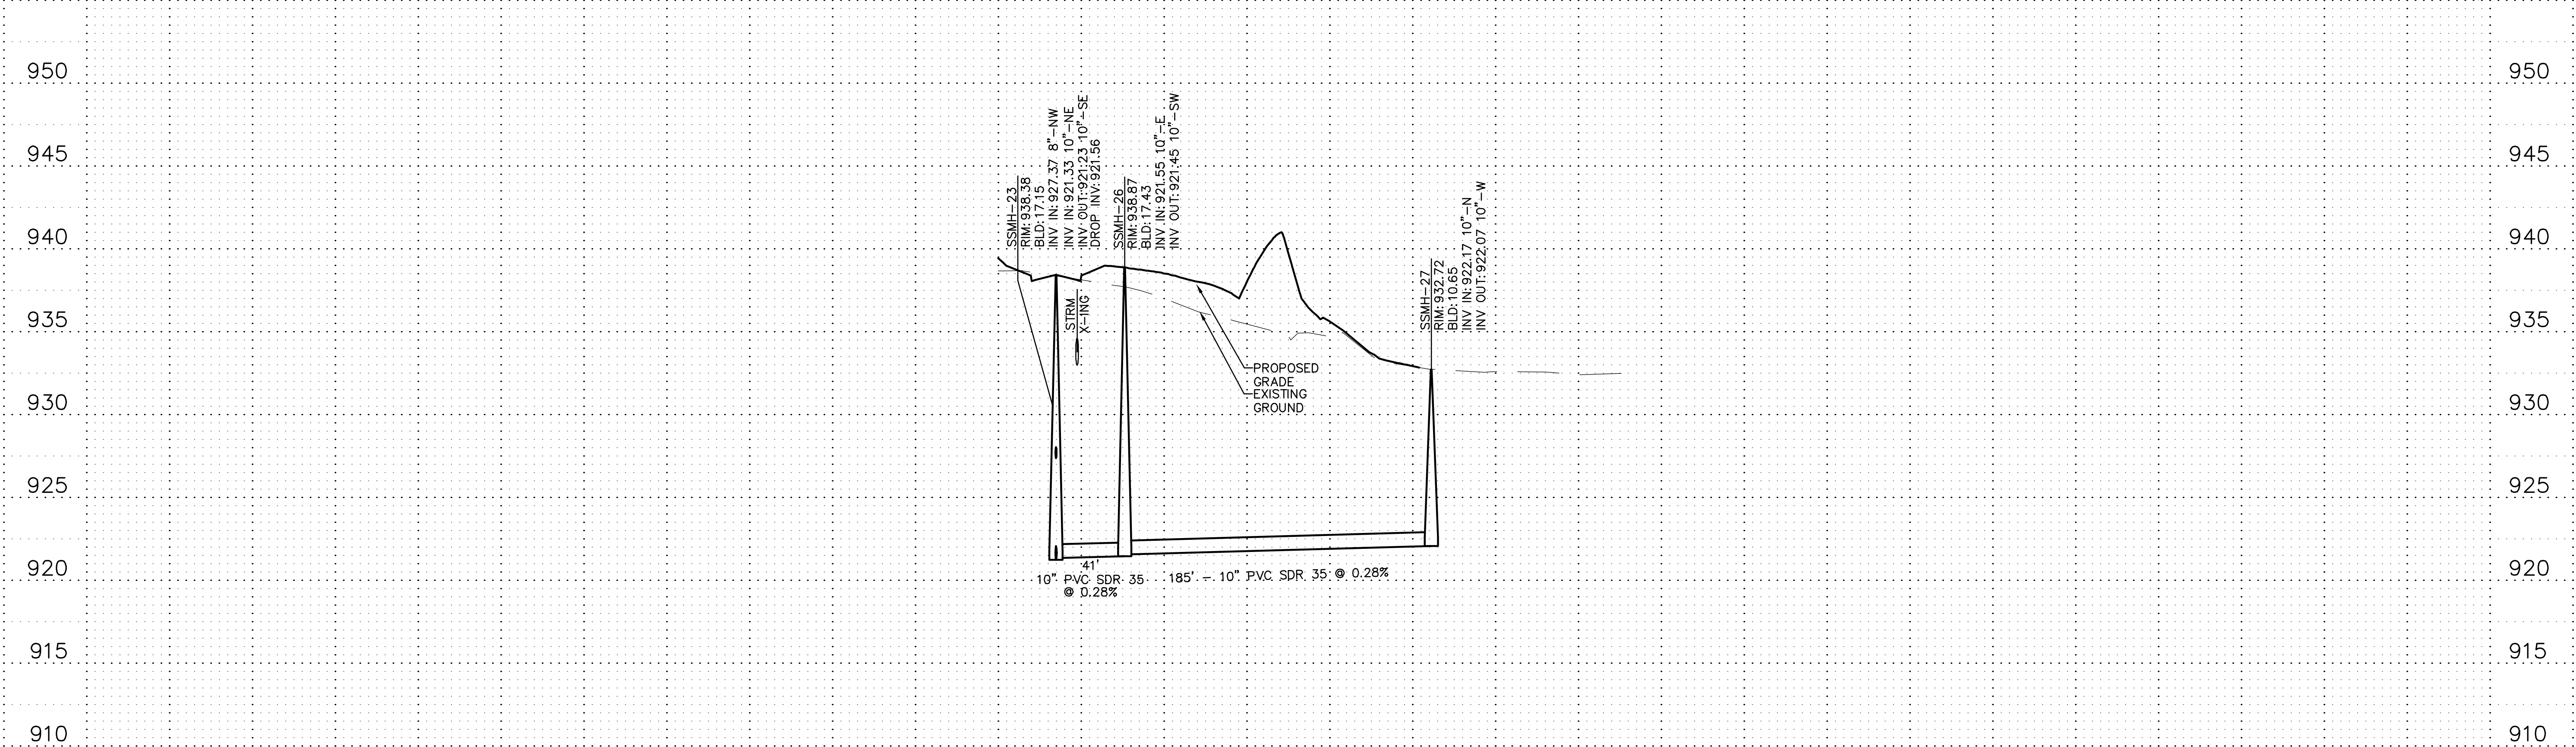 950
945
940
935
930
925
920
915
910
SSMH-23
RIM: 938.38
BLD: 17.15
INV IN: 927.37 8"-NW
INV IN: 921.33 10"-NE
INV OUT: 921.23 10"-SE
DROP INV: 921.56
SSMH-26
RIM: 938.87
BLD: 17.43
INV IN: 921.55 10"-E
INV OUT: 921.45 10"-SW
STRM
X-ING
PROPOSED
GRADE
EXISTING
GROUND
SSMH-27
RIM: 932.72
BLD: 10.65
INV IN: 922.17 10"-N
INV OUT: 922.07 10"-W
41'
10" PVC SDR 35
@ 0.28%
185' - 10" PVC SDR 35 @ 0.28%
950
945
940
935
930
925
920
915
910